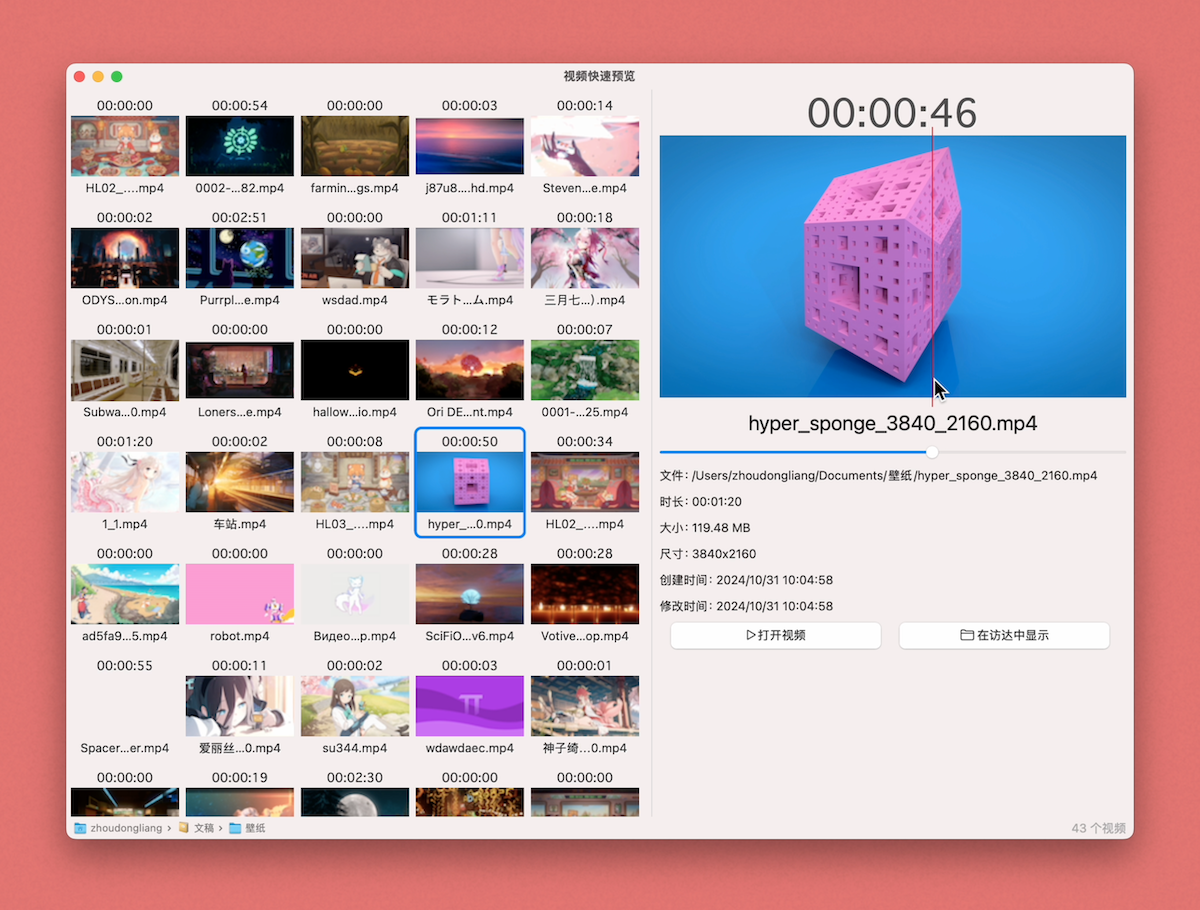 视频快速预览
00:00:00 00:00:54 00:00:00 00:00:03 00:00:14
HL02_....mp4 0002-...82.mp4 farmin...gs.mp4 j87u8....hd.mp4 Steven...e.mp4
00:00:02 00:02:51 00:00:00 00:01:11 00:00:18
ODYS...on.mp4 Purrpl...e.mp4 wsdad.mp4 モラト...ム.mp4 三月七...）.mp4
00:00:01 00:00:00 00:00:00 00:00:12 00:00:07
Subwa...0.mp4 Loners...e.mp4 hallow...io.mp4 Ori DE...nt.mp4 0001-...25.mp4
00:01:20 00:00:02 00:00:08 00:00:50 00:00:34
1_1.mp4 车站.mp4 HL03_....mp4 hyper_...0.mp4 HL02_....mp4
00:00:00 00:00:00 00:00:00 00:00:28 00:00:28
ad5fa9...5.mp4 robot.mp4 Видео...p.mp4 SciFiO...v6.mp4 Votive...op.mp4
00:00:55 00:00:11 00:00:02 00:00:03 00:00:01
Spacer...er.mp4 爱丽丝...0.mp4 su344.mp4 wdawdaec.mp4 神子绮...0.mp4
00:00:00 00:00:19 00:02:30 00:00:00 00:00:00
zhoudongliang › 文稿 › 壁纸
00:00:46
hyper_sponge_3840_2160.mp4
文件：/Users/zhoudongliang/Documents/壁纸/hyper_sponge_3840_2160.mp4
时长：00:01:20
大小：119.48 MB
尺寸：3840x2160
创建时间：2024/10/31 10:04:58
修改时间：2024/10/31 10:04:58
打开视频 在访达中显示
43 个视频